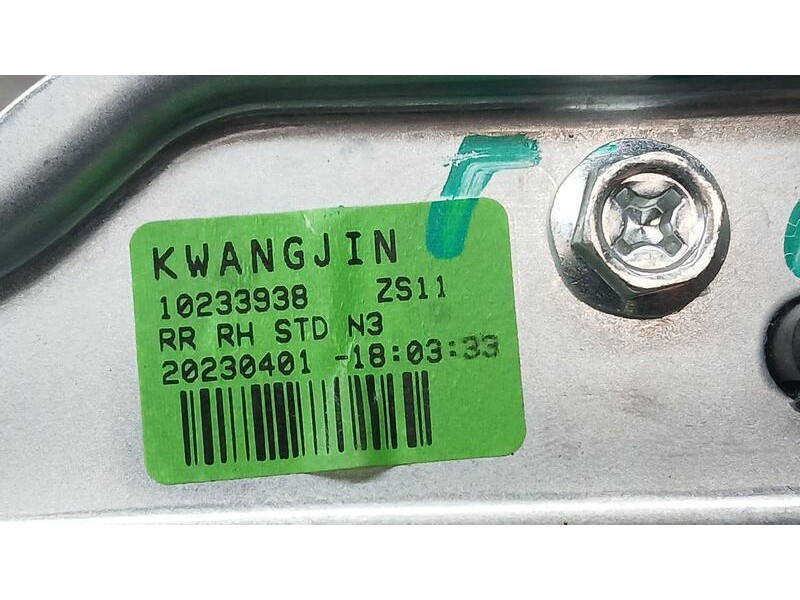 KWANGJIN
10233938 ZS11
RR RH STD N3
20230401 -18:03:33